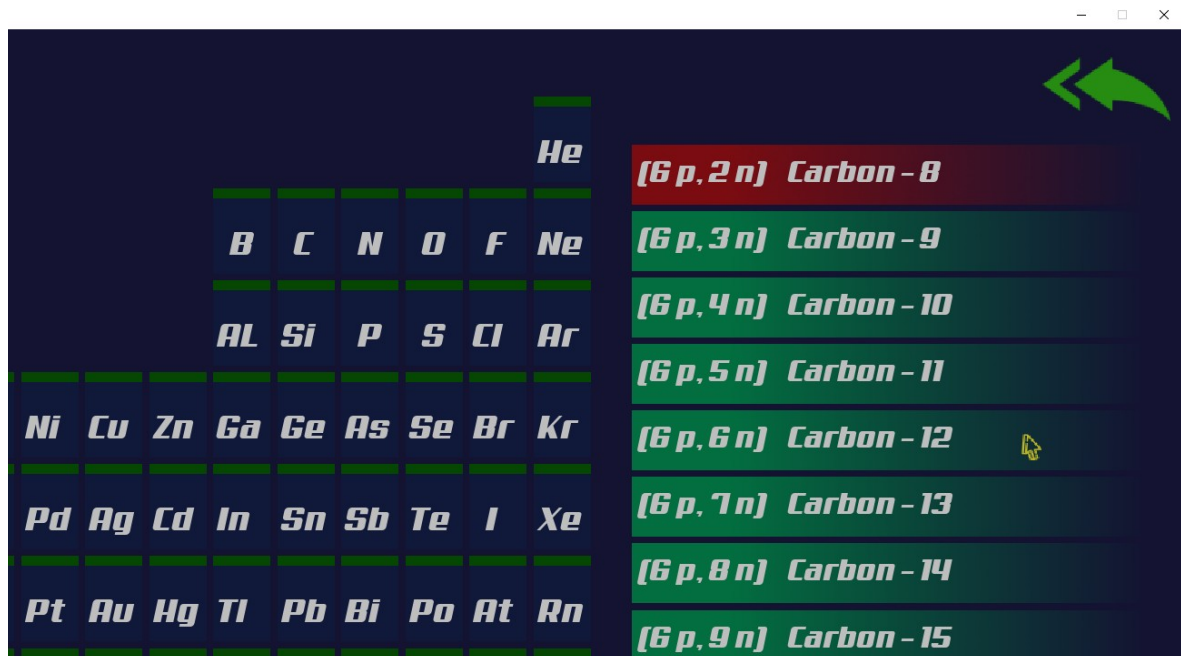 He
B C N O F Ne
AL Si P S Cl Ar
Ni Cu Zn Ga Ge As Se Br Kr
Pd Ag Cd In Sn Sb Te I Xe
Pt Au Hg Tl Pb Bi Po At Rn
(6 p, 2 n) Carbon - 8
(6 p, 3 n) Carbon - 9
(6 p, 4 n) Carbon - 10
(6 p, 5 n) Carbon - 11
(6 p, 6 n) Carbon - 12
(6 p, 7 n) Carbon - 13
(6 p, 8 n) Carbon - 14
(6 p, 9 n) Carbon - 15